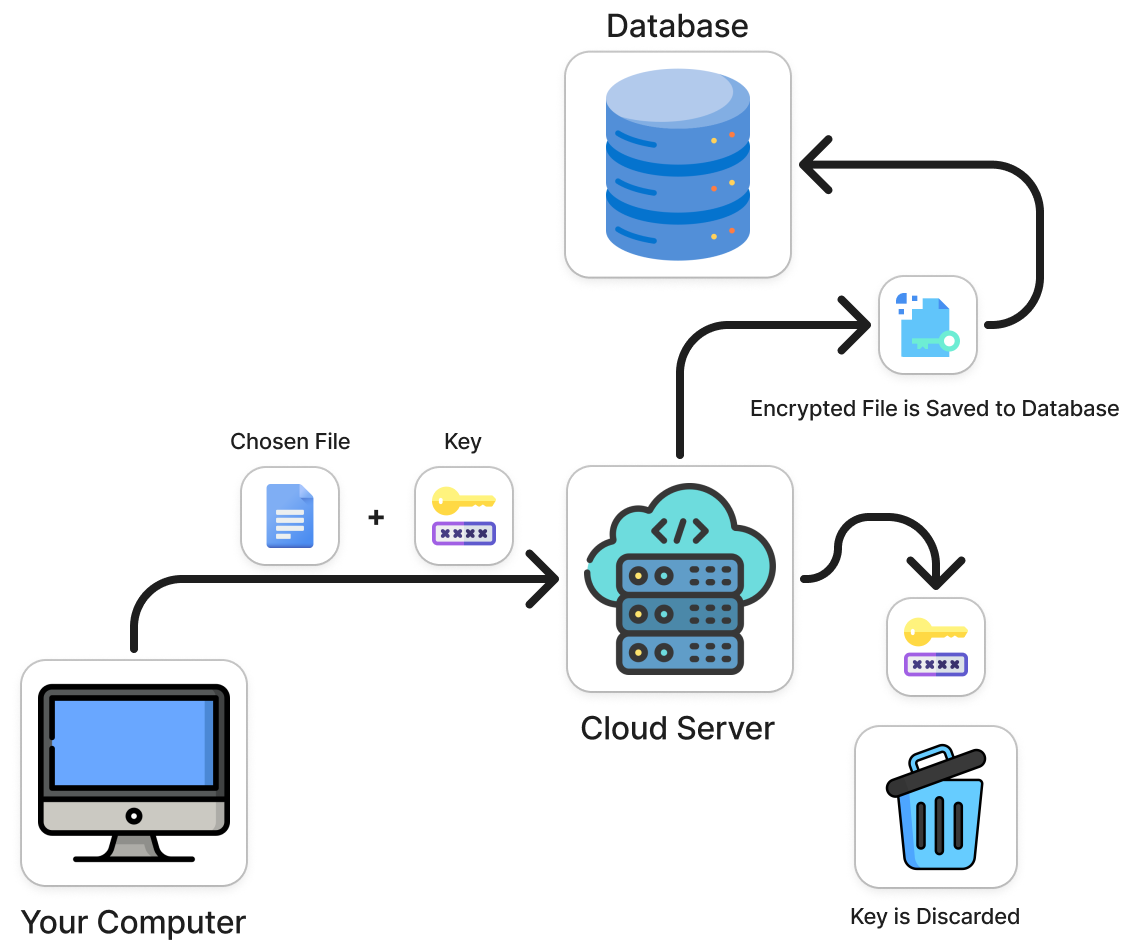 Database
Encrypted File is Saved to Database
Chosen File
+
Key
Cloud Server
Your Computer
Key is Discarded